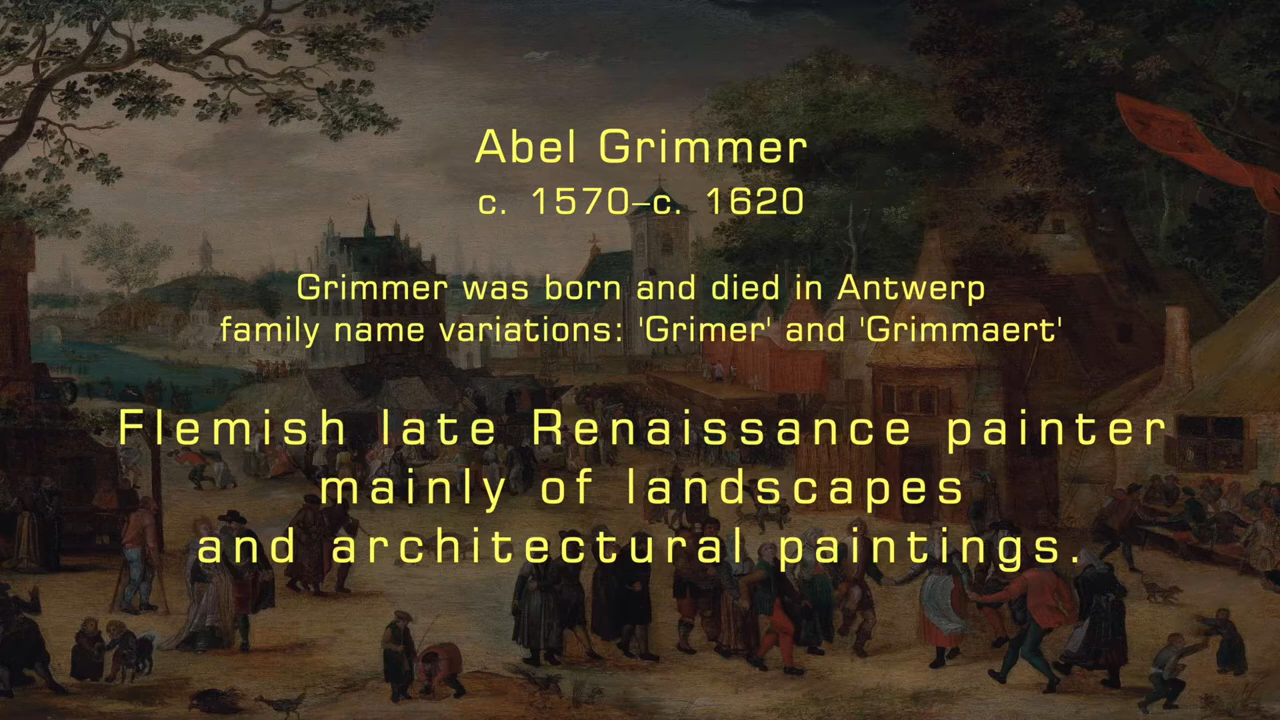 Abel Grimmer
c. 1570–c. 1620
Grimmer was born and died in Antwerp
family name variations: 'Grimer' and 'Grimmaert'
Flemish late Renaissance painter
mainly of landscapes
and architectural paintings.